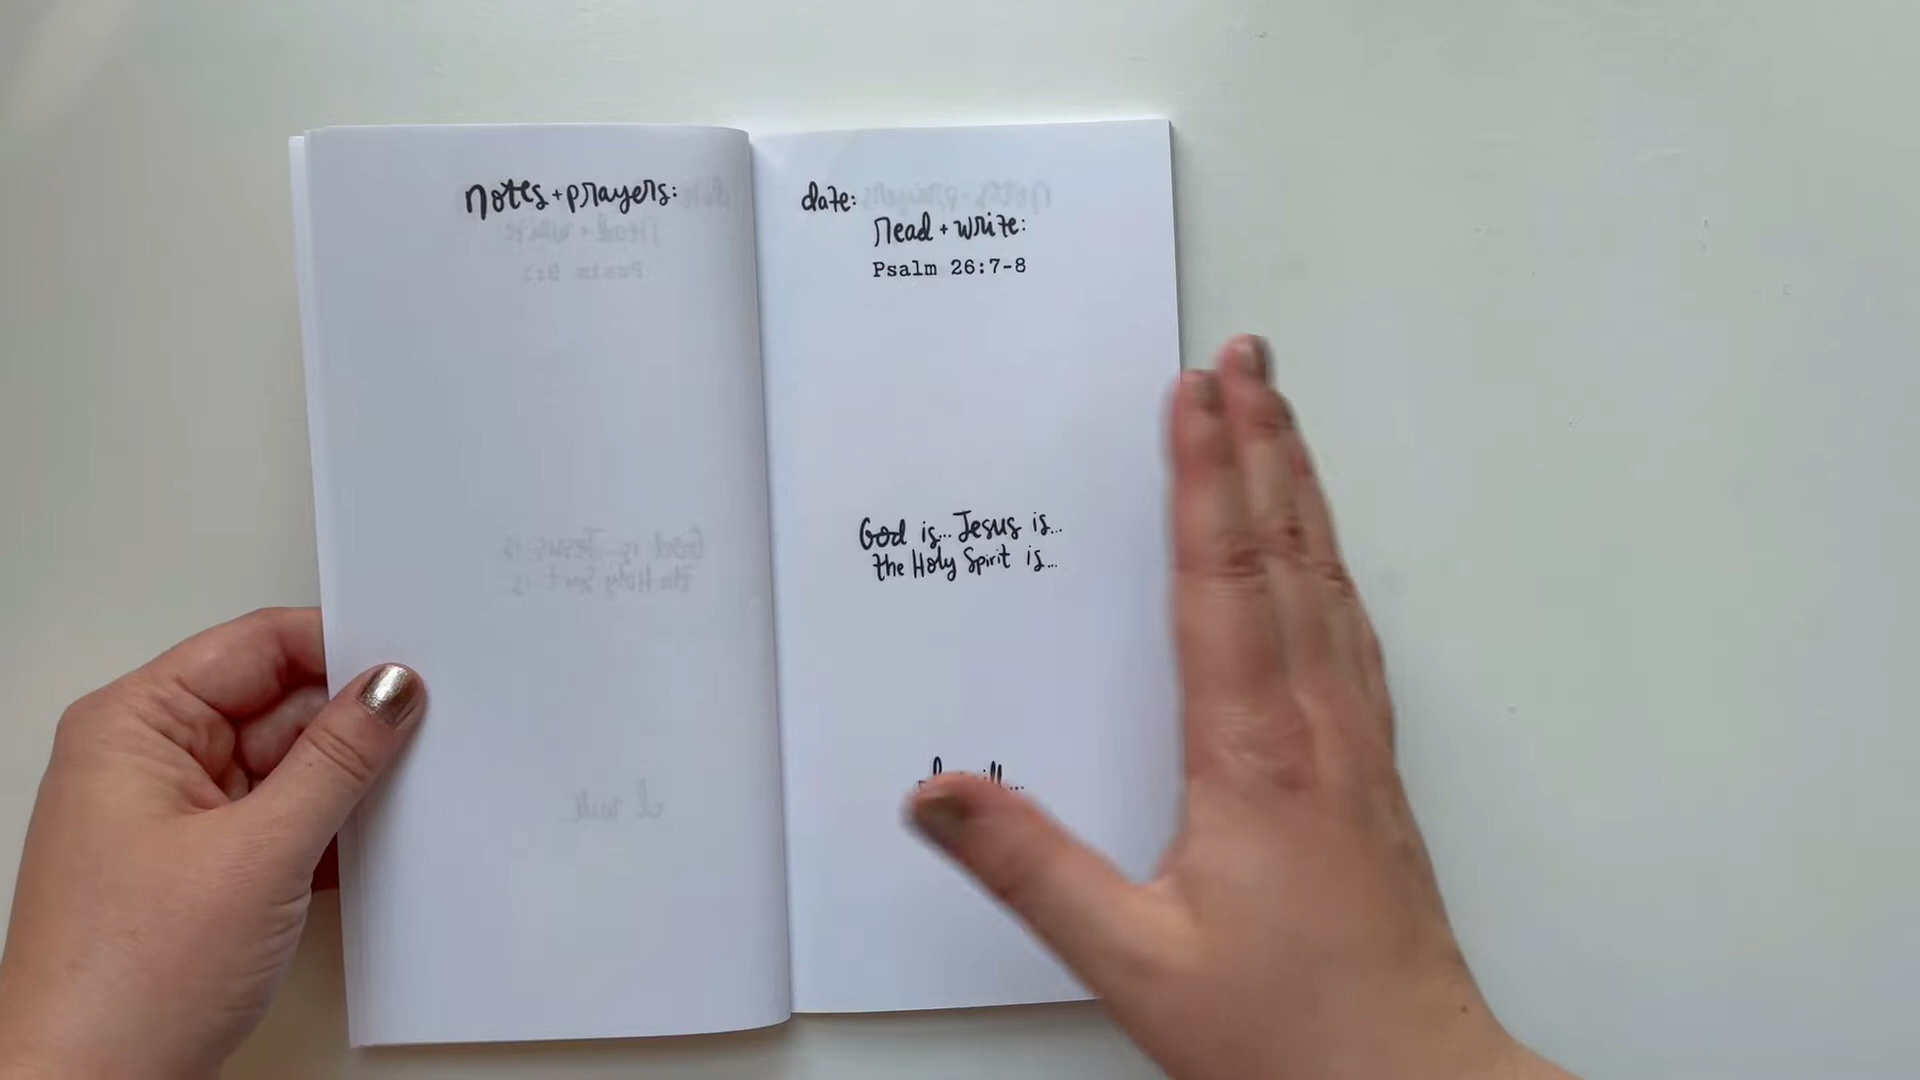 notes + prayers:
date:
read + write:
Psalm 26:7-8
God is... Jesus is...
the Holy Spirit is...